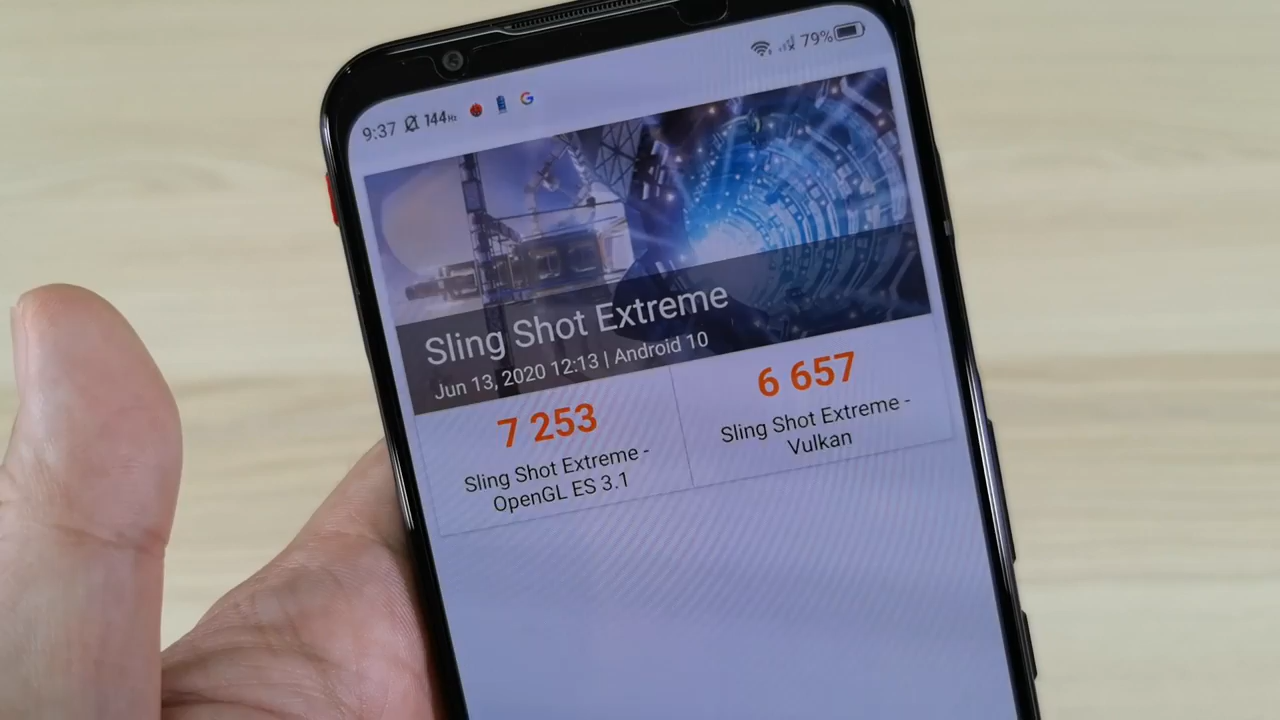 9:37 144Hz G 79%
Sling Shot Extreme
Jun 13, 2020 12:13 | Android 10
7 253
6 657
Sling Shot Extreme -
OpenGL ES 3.1
Sling Shot Extreme -
Vulkan